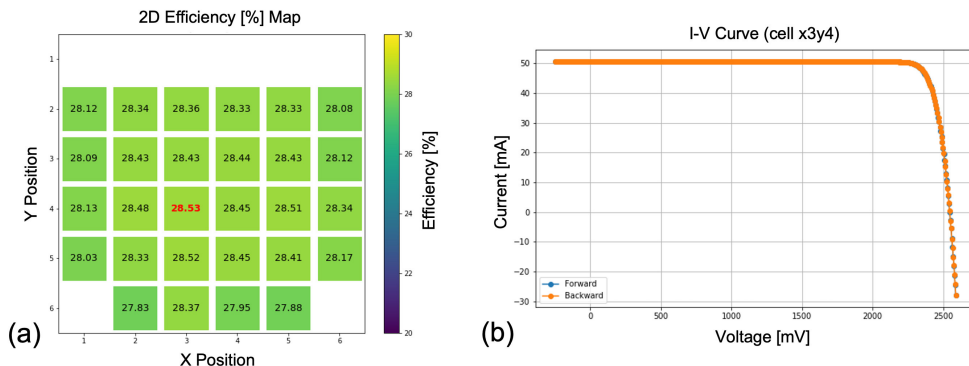 2D Efficiency [%] Map
1
28.12 28.34 28.36 28.33 28.33 28.08
2
28.09 28.43 28.43 28.44 28.43 28.12
3
28.13 28.48 28.53 28.45 28.51 28.34
4
28.03 28.33 28.52 28.45 28.41 28.17
5
27.83 28.37 27.95 27.88
6
1 2 3 4 5 6
X Position
Y Position
30
28
26
24
22
20
Efficiency [%]
(a)
I-V Curve (cell x3y4)
50
40
30
20
10
0
−10
−20
−30
Current [mA]
Forward
Backward
0 500 1000 1500 2000 2500
Voltage [mV]
(b)